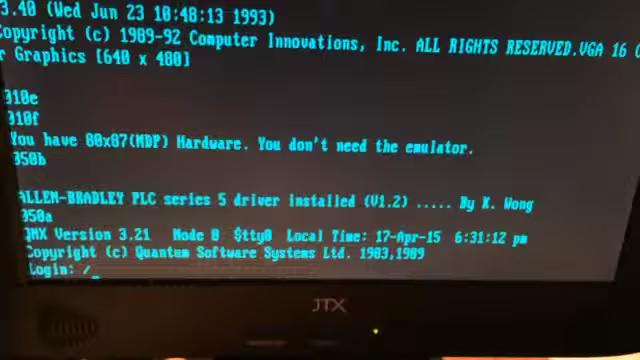 3.40 (Wed Jun 23 10:48:13 1993)
Copyright (c) 1989-92 Computer Innovations, Inc. ALL RIGHTS RESERVED.VGA 16 C
r Graphics [640 x 480]
310e
310f
You have 80x87(NDP) Hardware. You don't need the emulator.
350b
ALLEN-BRADLEY PLC series 5 driver installed (V1.2) ..... By K. Wong
350a
QNX Version 3.21 Node 0 $tty0 Local Time: 17-Apr-15 6:31:12 pm
Copyright (c) Quantum Software Systems Ltd. 1983,1989
Login: /_
JTX